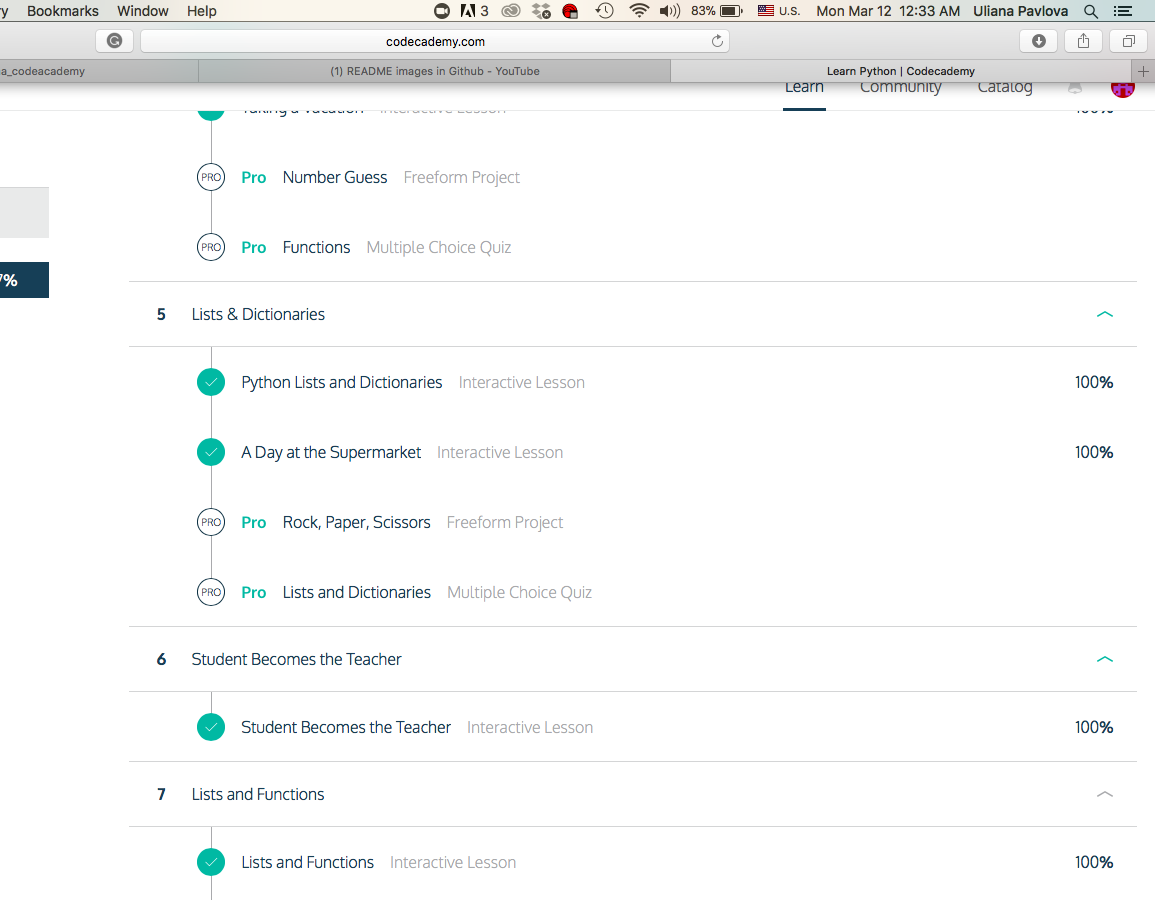 y Bookmarks Window Help 3 83% U.S. Mon Mar 12 12:33 AM Uliana Pavlova
codecademy.com
a_codeacademy (1) README images in Github - YouTube Learn Python | Codecademy
Learn Community Catalog
Taking a Vacation Interactive Lesson 100%
PRO Pro Number Guess Freeform Project
PRO Pro Functions Multiple Choice Quiz
7%
5 Lists & Dictionaries
Python Lists and Dictionaries Interactive Lesson 100%
A Day at the Supermarket Interactive Lesson 100%
PRO Pro Rock, Paper, Scissors Freeform Project
PRO Pro Lists and Dictionaries Multiple Choice Quiz
6 Student Becomes the Teacher
Student Becomes the Teacher Interactive Lesson 100%
7 Lists and Functions
Lists and Functions Interactive Lesson 100%